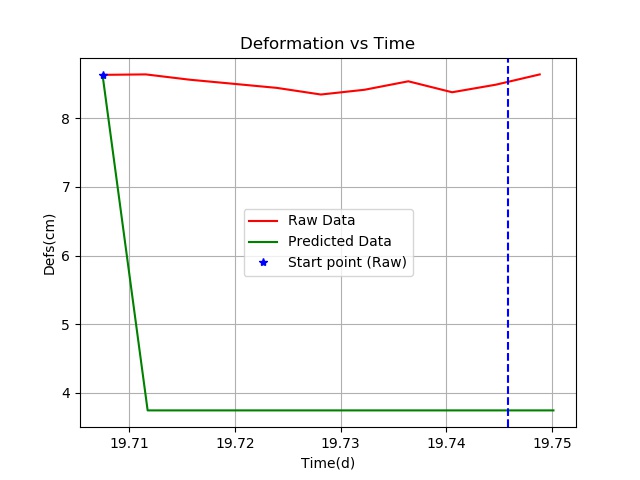 Deformation vs Time
Defs(cm)
8
7
6
5
4
Raw Data
Predicted Data
Start point (Raw)
19.71 19.72 19.73 19.74 19.75
Time(d)